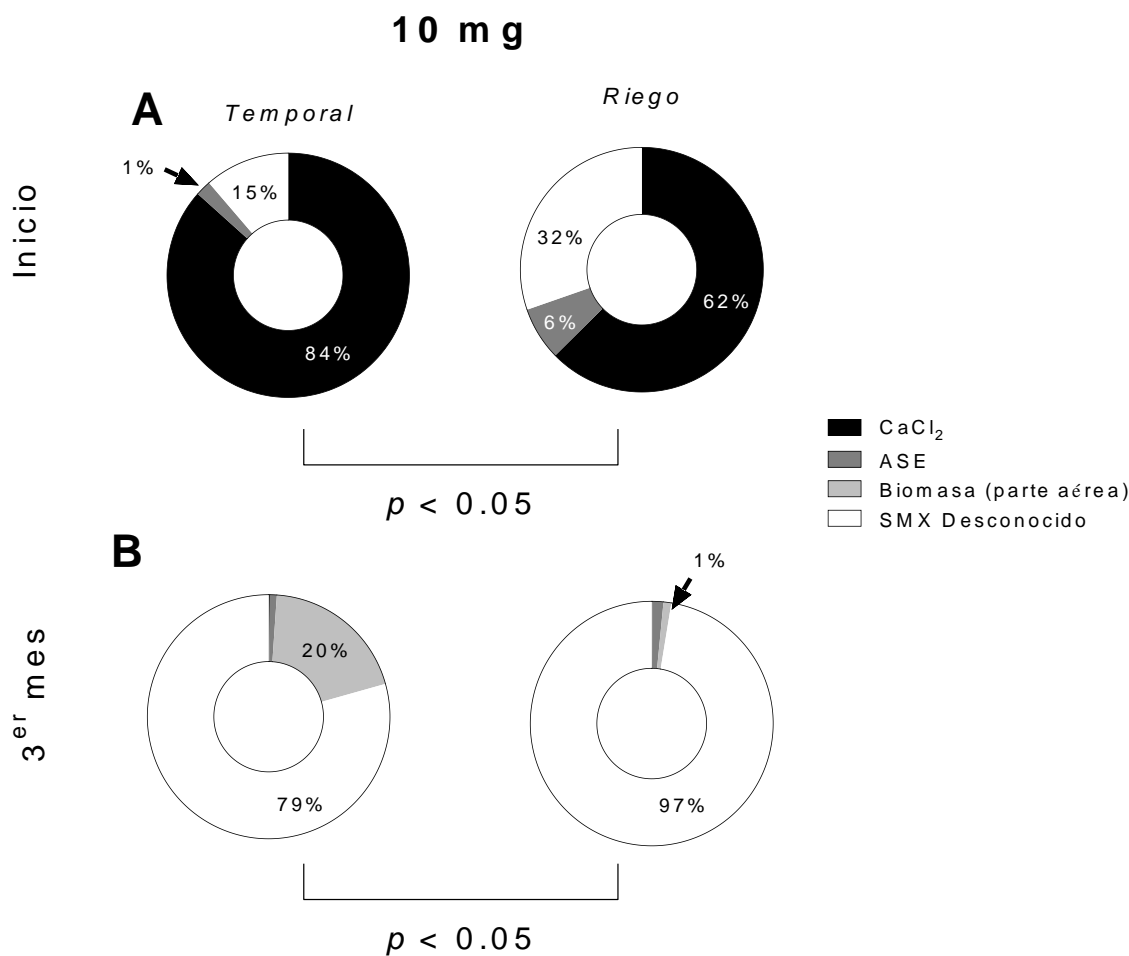 10 mg
A
Temporal
Riego
Inicio
1%
15%
84%
32%
6%
62%
p < 0.05
CaCl₂
ASE
Biomasa (parte aérea)
SMX Desconocido
B
3er mes
20%
79%
1%
97%
p < 0.05